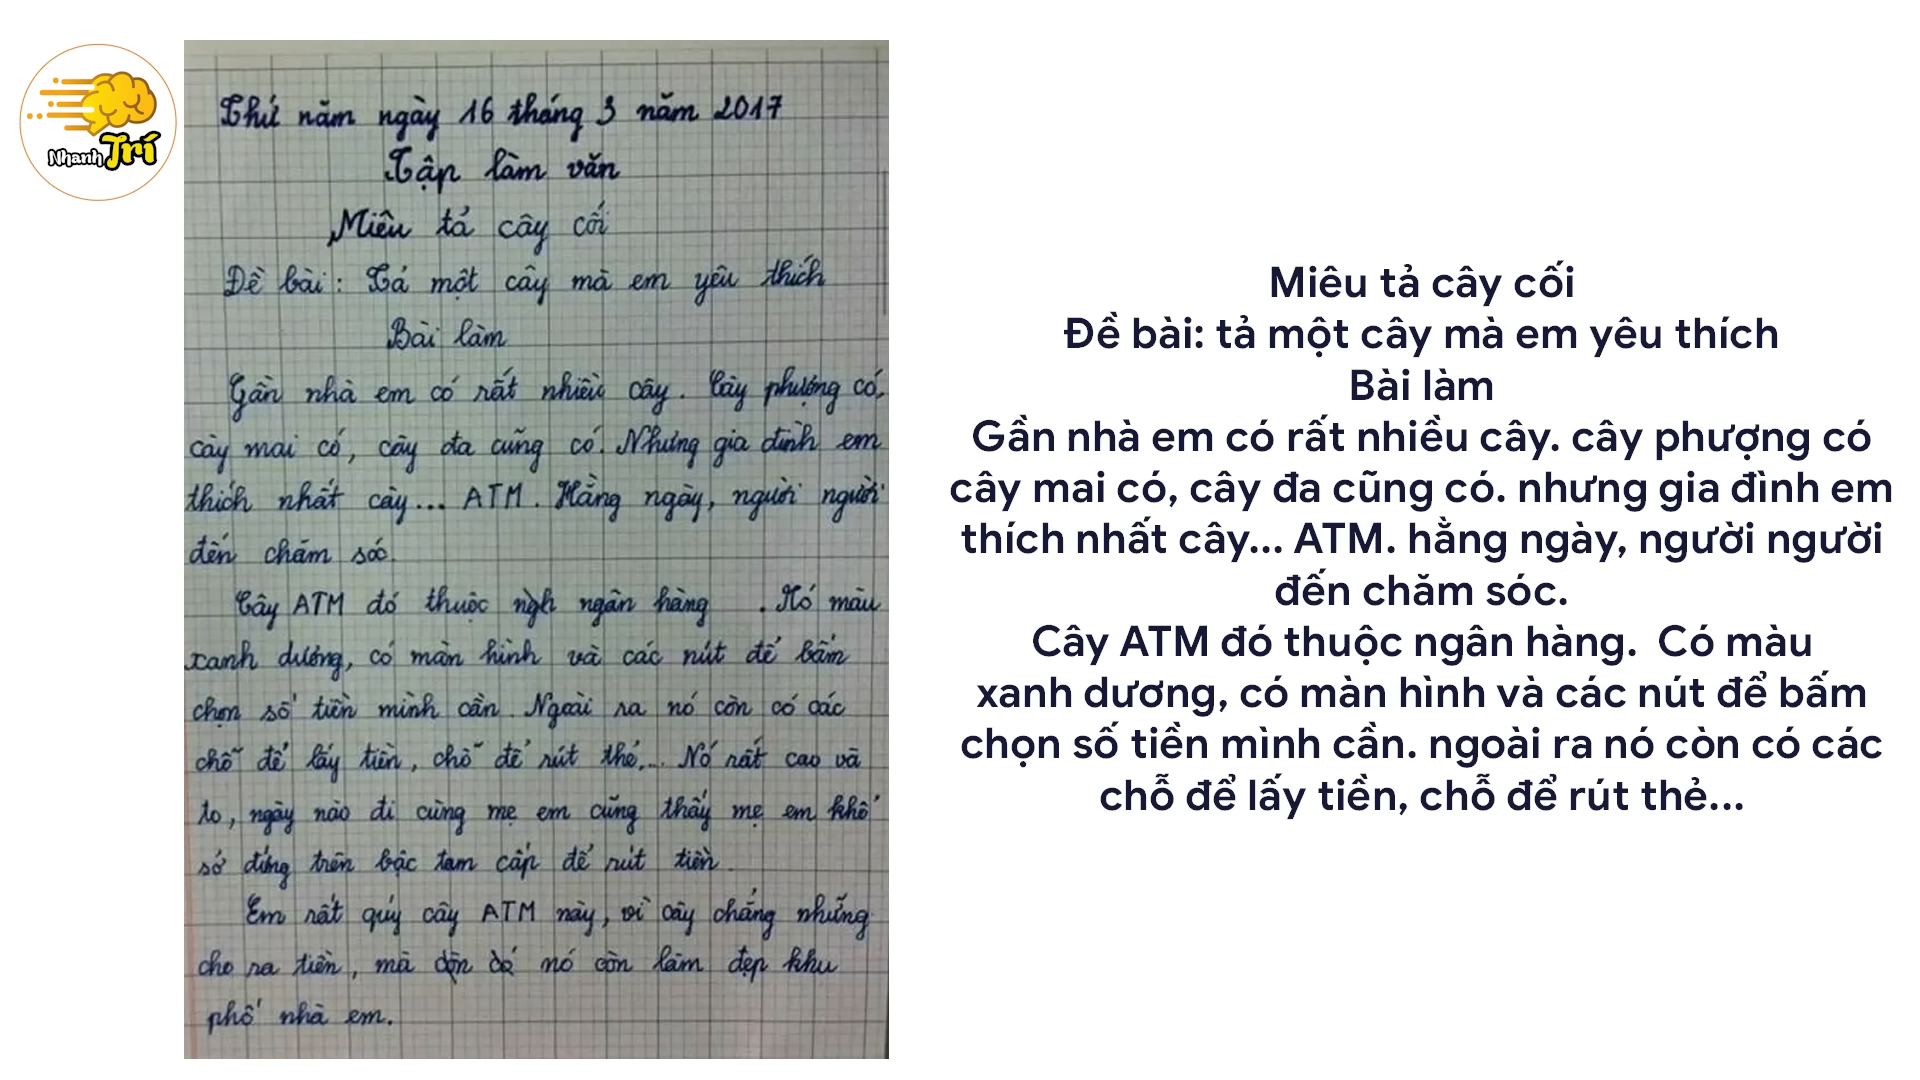 Nhanh Trí
Thứ năm ngày 16 tháng 3 năm 2017
Tập làm văn
Miêu tả cây cối
Đề bài: Tả một cây mà em yêu thích
Bài làm
Gần nhà em có rất nhiều cây. Cây phượng có,
cây mai có, cây đa cũng có. Nhưng gia đình em
thích nhất cây... ATM. Hằng ngày, người người
đến chăm sóc.
Cây ATM đó thuộc ngân hàng . Nó màu
xanh dương, có màn hình và các nút để bấm
chọn số tiền mình cần. Ngoài ra nó còn có các
chỗ để lấy tiền, chỗ để rút thẻ,... Nó rất cao và
to, ngày nào đi cùng mẹ em cũng thấy mẹ em khổ
sở đứng trên bậc tam cấp để rút tiền.
Em rất quý cây ATM này, vì cây chẳng những
cho ra tiền, mà nó còn làm đẹp khu
phố nhà em.
Miêu tả cây cối
Đề bài: tả một cây mà em yêu thích
Bài làm
Gần nhà em có rất nhiều cây. cây phượng có
cây mai có, cây đa cũng có. nhưng gia đình em
thích nhất cây... ATM. hằng ngày, người người
đến chăm sóc.
Cây ATM đó thuộc ngân hàng. Có màu
xanh dương, có màn hình và các nút để bấm
chọn số tiền mình cần. ngoài ra nó còn có các
chỗ để lấy tiền, chỗ để rút thẻ...